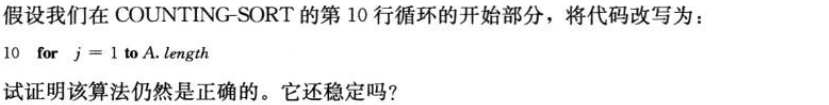 假设我们在 COUNTING-SORT 的第 10 行循环的开始部分，将代码改写为：
10 for j = 1 to A. length
试证明该算法仍然是正确的。它还稳定吗？